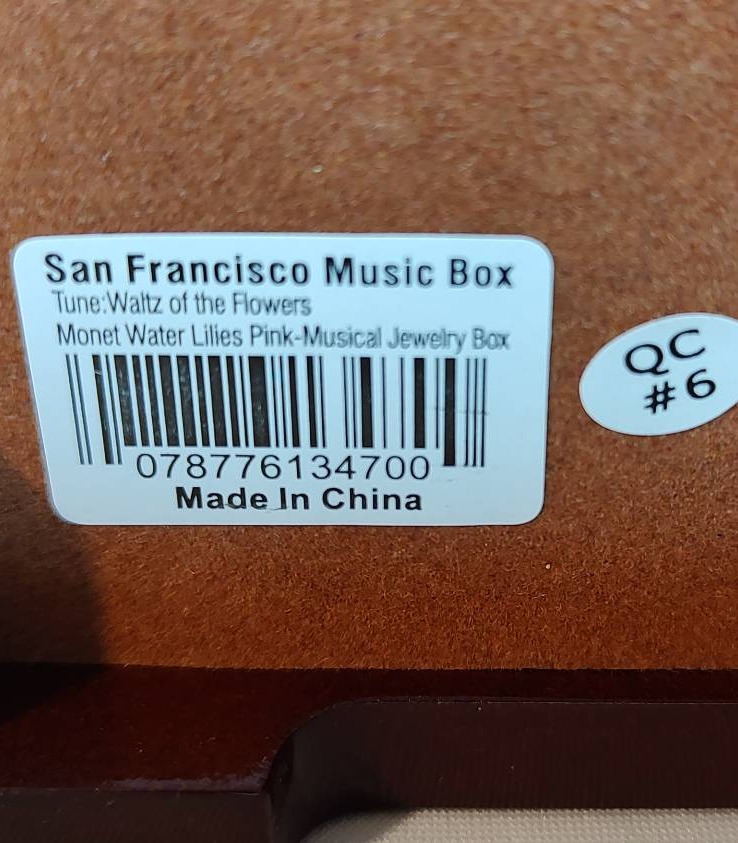 San Francisco Music Box
Tune:Waltz of the Flowers
Monet Water Lilies Pink-Musical Jewelry Box
078776134700
Made In China
QC
#6